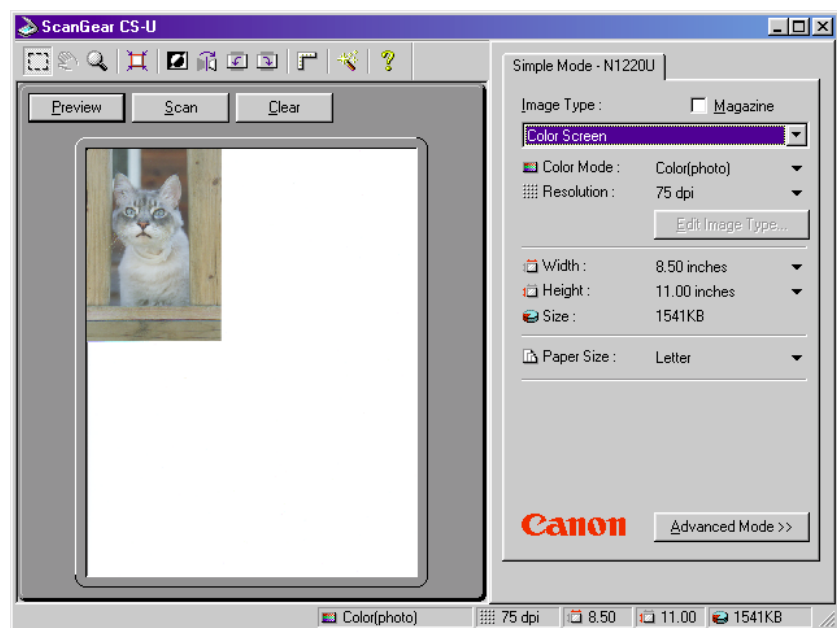 ScanGear CS-U
Preview
Scan
Clear
Simple Mode - N1220U
Image Type :
Magazine
Color Screen
Color Mode : Color(photo)
Resolution : 75 dpi
Edit Image Type...
Width : 8.50 inches
Height : 11.00 inches
Size : 1541KB
Paper Size : Letter
Canon
Advanced Mode >>
Color(photo) 75 dpi 8.50 11.00 1541KB